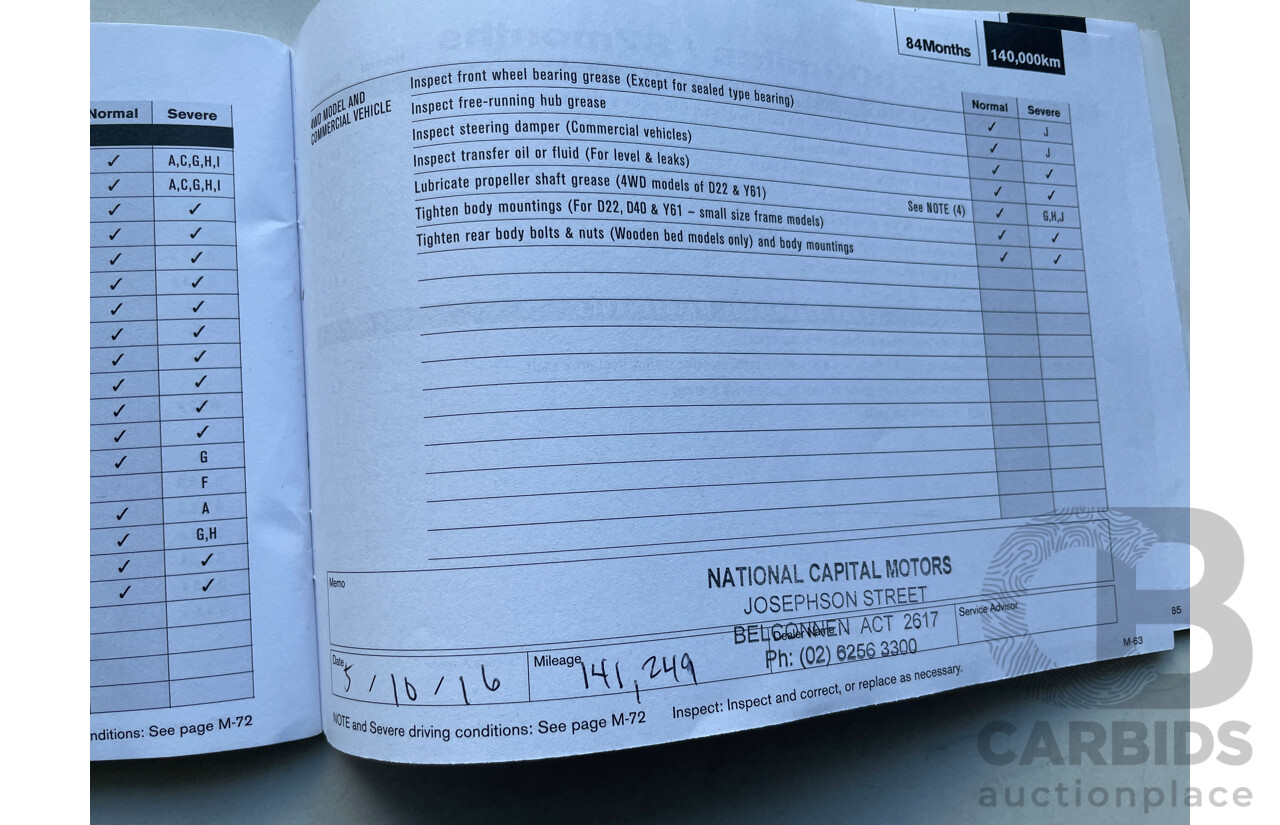 Normal Severe
✓ A,C,G,H,I
✓ A,C,G,H,I
✓ ✓
✓ ✓
✓ ✓
✓ ✓
✓ ✓
✓ ✓
✓ ✓
✓ ✓
✓ ✓
✓ ✓
✓ G
F
✓ A
✓ G,H
✓ ✓
✓ ✓
nditions: See page M-72
84Months 140,000km
Normal Severe
4WD MODEL AND
COMMERCIAL VEHICLE
Inspect front wheel bearing grease (Except for sealed type bearing) ✓ J
Inspect free-running hub grease ✓ J
Inspect steering damper (Commercial vehicles) ✓ ✓
Inspect transfer oil or fluid (For level & leaks) ✓ ✓
Lubricate propeller shaft grease (4WD models of D22 & Y61) See NOTE (4) ✓ G,H,J
Tighten body mountings (For D22, D40 & Y61 – small size frame models) ✓ ✓
Tighten rear body bolts & nuts (Wooden bed models only) and body mountings ✓ ✓
Memo
NATIONAL CAPITAL MOTORS
JOSEPHSON STREET
BELCONNEN ACT 2617
Ph: (02) 6256 3300
Date 5/10/16
Mileage 141,249
Dealer Name
Service Advisor
NOTE and Severe driving conditions: See page M-72
Inspect: Inspect and correct, or replace as necessary.
M-63
65
CB
CARBIDS
auctionplace